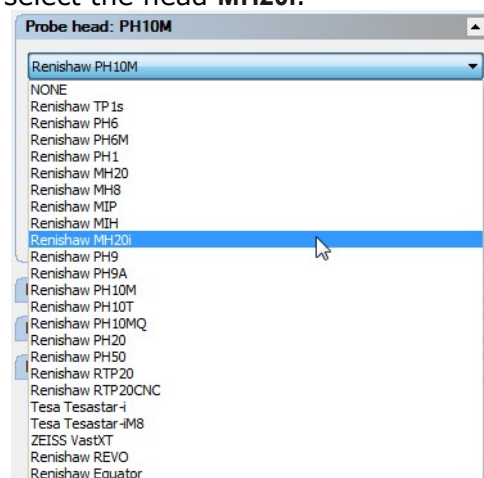 select the head MH20i.
Probe head: PH10M
Renishaw PH10M
NONE
Renishaw TP1s
Renishaw PH6
Renishaw PH6M
Renishaw PH1
Renishaw MH20
Renishaw MH8
Renishaw MIP
Renishaw MIH
Renishaw MH20i
Renishaw PH9
Renishaw PH9A
Renishaw PH10M
Renishaw PH10T
Renishaw PH10MQ
Renishaw PH20
Renishaw PH50
Renishaw RTP20
Renishaw RTP20CNC
Tesa Tesastar-i
Tesa Tesastar-iM8
ZEISS VastXT
Renishaw REVO
Renishaw Equator